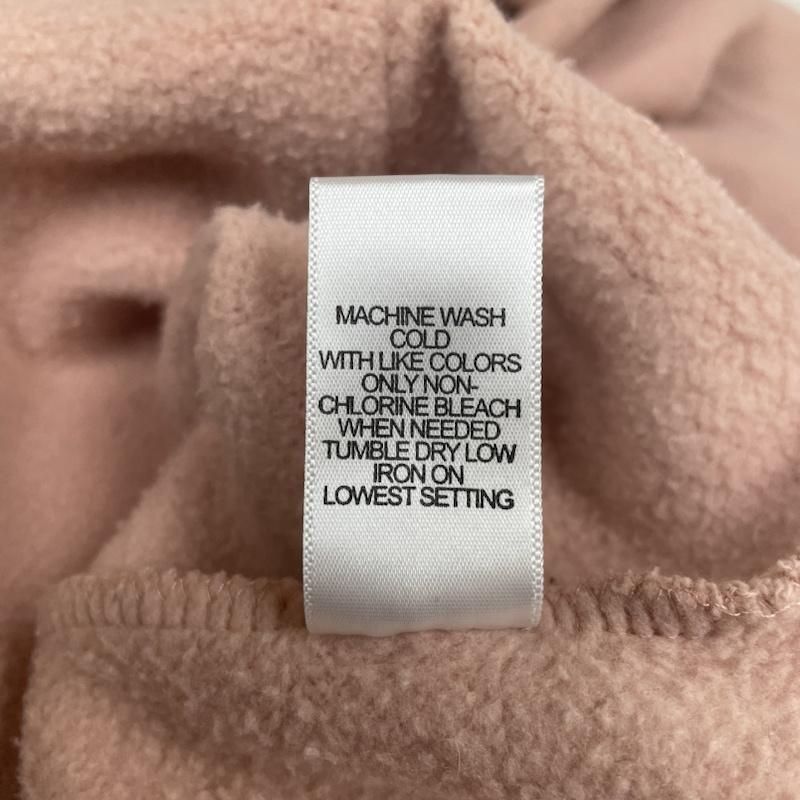 MACHINE WASH
COLD
WITH LIKE COLORS
ONLY NON-
CHLORINE BLEACH
WHEN NEEDED
TUMBLE DRY LOW
IRON ON
LOWEST SETTING